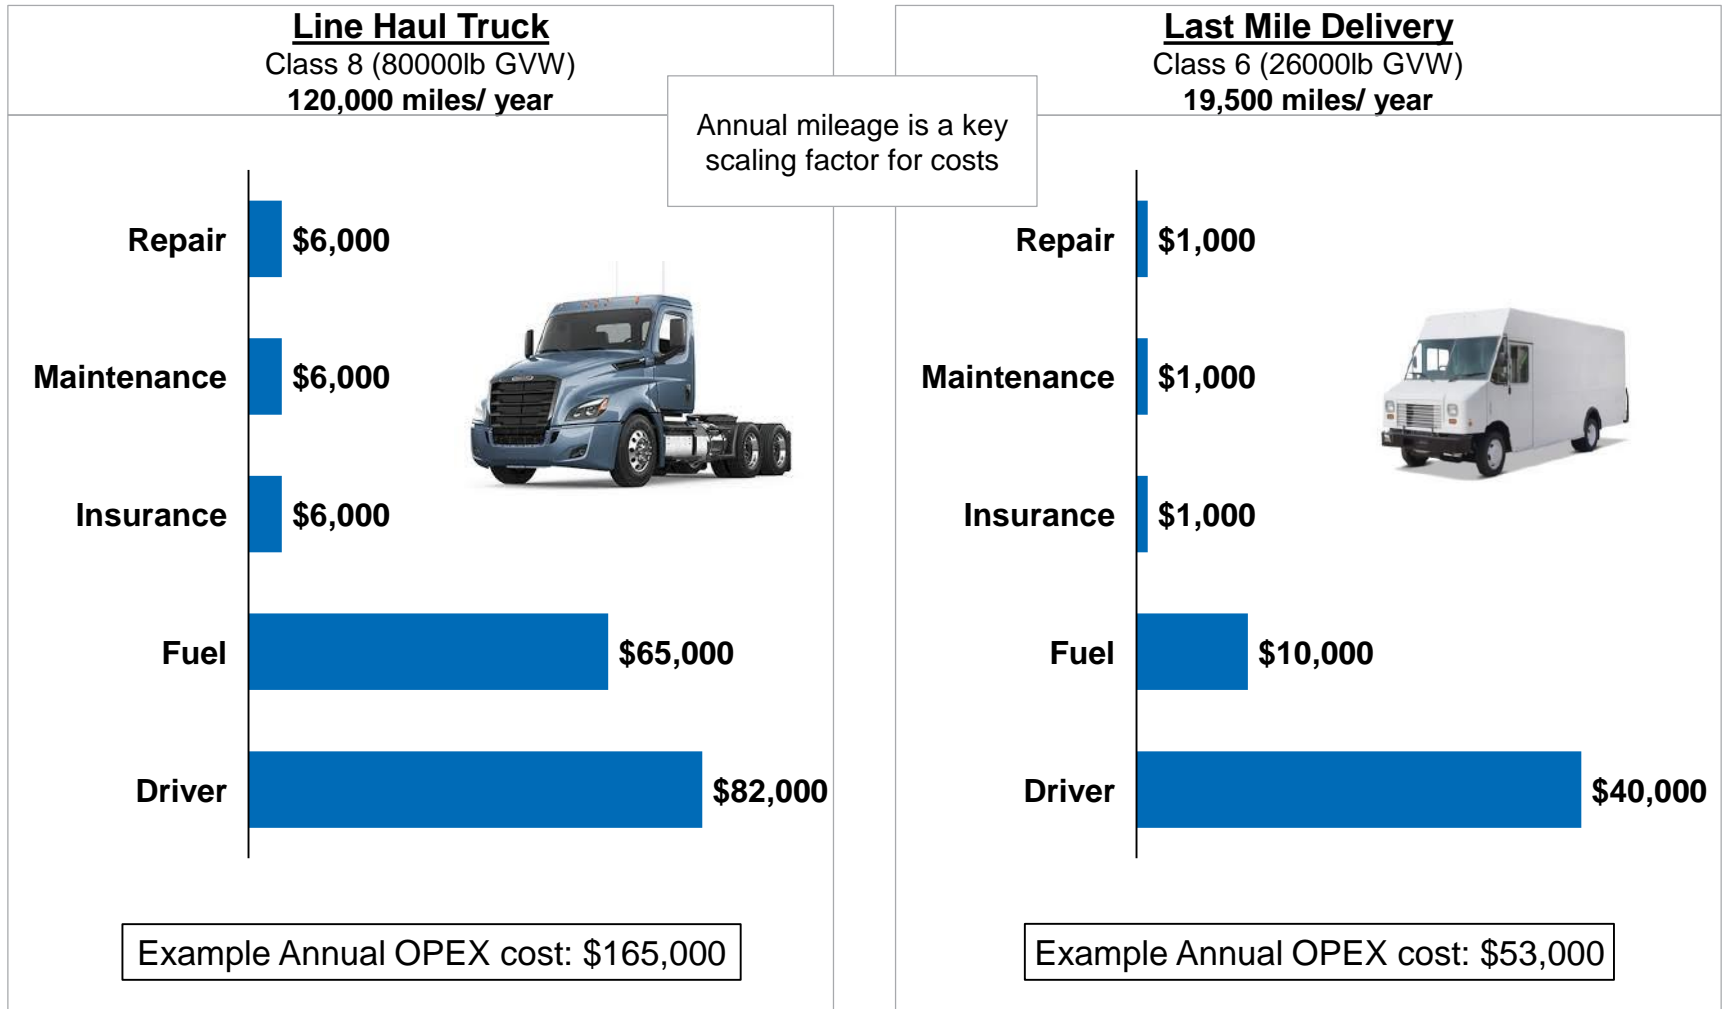 Line Haul Truck
Class 8 (80000lb GVW)
120,000 miles/ year
Last Mile Delivery
Class 6 (26000lb GVW)
19,500 miles/ year
Annual mileage is a key
scaling factor for costs
Repair $6,000
Maintenance $6,000
Insurance $6,000
Fuel $65,000
Driver $82,000
Example Annual OPEX cost: $165,000
Repair $1,000
Maintenance $1,000
Insurance $1,000
Fuel $10,000
Driver $40,000
Example Annual OPEX cost: $53,000